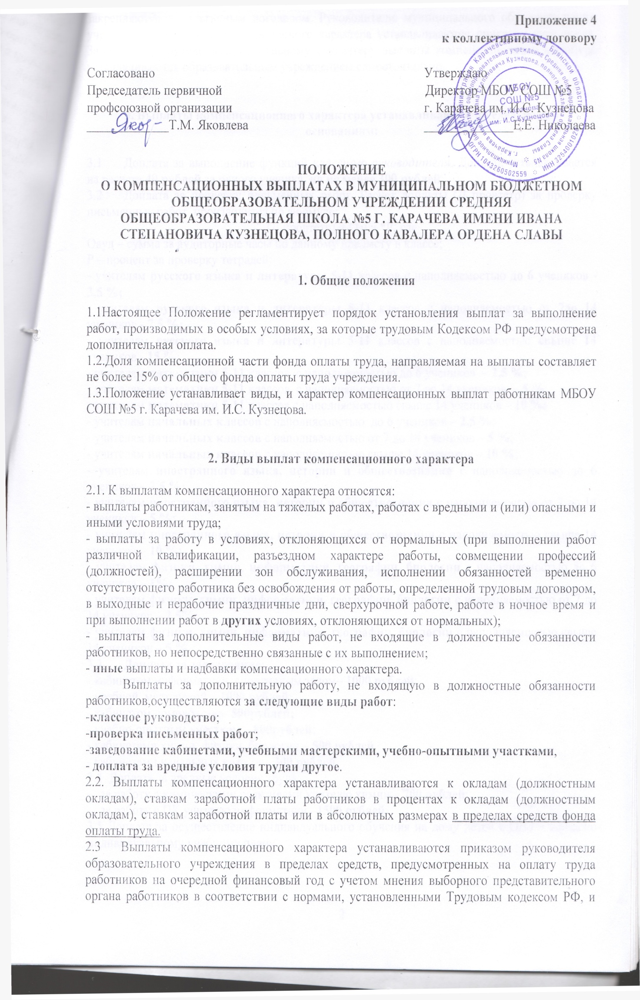 Приложение 4
к коллективному договору
Согласовано
Председатель первичной
профсоюзной организации
Т.М. Яковлева
Утверждаю
Директор МБОУ СОШ №5
г. Карачева им. И.С. Кузнецова
Е.Е. Николаева
МБОУ
СОШ №5
г. Карачева
им. И.С.Кузнецова
ОГРН 1043260502559
ИНН 3254001028
ПОЛОЖЕНИЕ
О КОМПЕНСАЦИОННЫХ ВЫПЛАТАХ В МУНИЦИПАЛЬНОМ БЮДЖЕТНОМ
ОБЩЕОБРАЗОВАТЕЛЬНОМ УЧРЕЖДЕНИИ СРЕДНЯЯ
ОБЩЕОБРАЗОВАТЕЛЬНАЯ ШКОЛА №5 Г. КАРАЧЕВА ИМЕНИ ИВАНА
СТЕПАНОВИЧА КУЗНЕЦОВА, ПОЛНОГО КАВАЛЕРА ОРДЕНА СЛАВЫ
1. Общие положения
1.1Настоящее Положение регламентирует порядок установления выплат за выполнение
работ, производимых в особых условиях, за которые трудовым Кодексом РФ предусмотрена
дополнительная оплата.
1.2.Доля компенсационной части фонда оплаты труда, направляемая на выплаты составляет
не более 15% от общего фонда оплаты труда учреждения.
1.3.Положение устанавливает виды, и характер компенсационных выплат работникам МБОУ
СОШ №5 г. Карачева им. И.С. Кузнецова.
2. Виды выплат компенсационного характера
2.1. К выплатам компенсационного характера относятся:
- выплаты работникам, занятым на тяжелых работах, работах с вредными и (или) опасными и
иными условиями труда;
- выплаты за работу в условиях, отклоняющихся от нормальных (при выполнении работ
различной квалификации, разъездном характере работы, совмещении профессий
(должностей), расширении зон обслуживания, исполнении обязанностей временно
отсутствующего работника без освобождения от работы, определенной трудовым договором,
в выходные и нерабочие праздничные дни, сверхурочной работе, работе в ночное время и
при выполнении работ в других условиях, отклоняющихся от нормальных);
- выплаты за дополнительные виды работ, не входящие в должностные обязанности
работников, но непосредственно связанные с их выполнением;
- иные выплаты и надбавки компенсационного характера.
Выплаты за дополнительную работу, не входящую в должностные обязанности
работников,осуществляются за следующие виды работ:
-классное руководство;
-проверка письменных работ;
-заведование кабинетами, учебными мастерскими, учебно-опытными участками,
- доплата за вредные условия трудаи другое.
2.2. Выплаты компенсационного характера устанавливаются к окладам (должностным
окладам), ставкам заработной платы работников в процентах к окладам (должностным
окладам), ставкам заработной платы или в абсолютных размерах в пределах средств фонда
оплаты труда.
2.3 Выплаты компенсационного характера устанавливаются приказом руководителя
образовательного учреждения в пределах средств, предусмотренных на оплату труда
работников на очередной финансовый год с учетом мнения выборного представительного
органа работников в соответствии с нормами, установленными Трудовым кодексом РФ, и